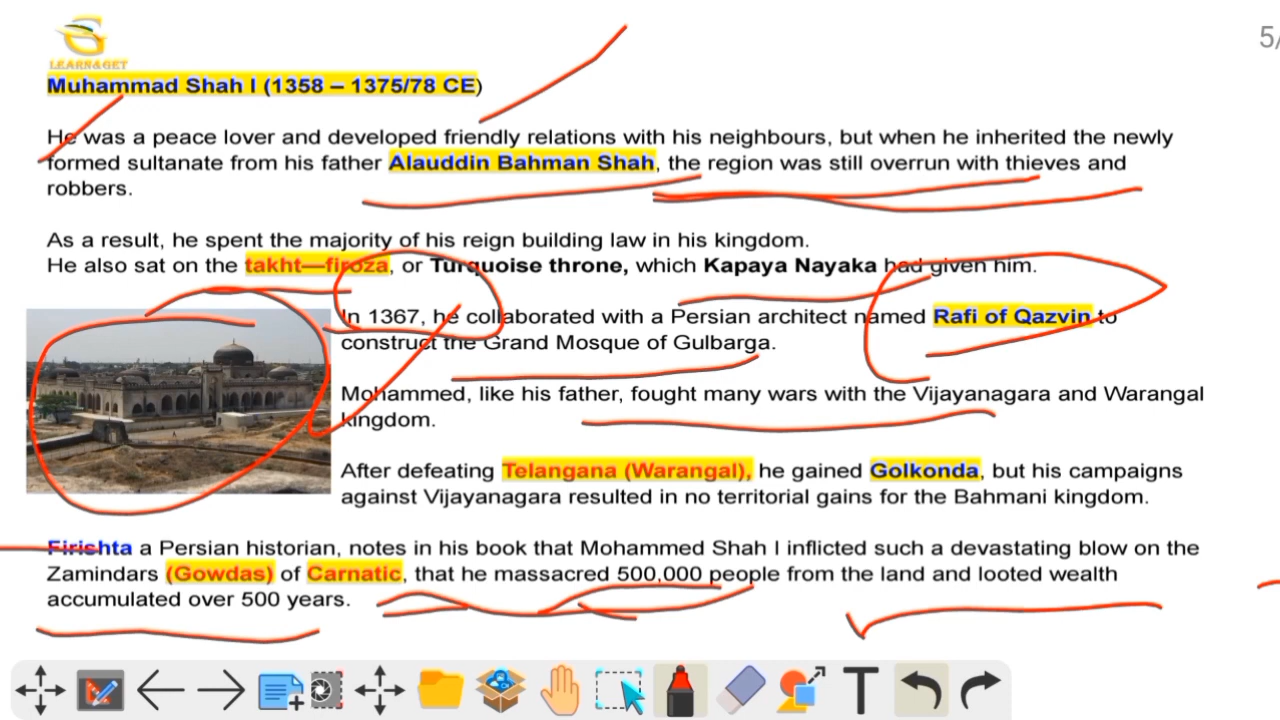 LEARN&GET
5/
Muhammad Shah I (1358 – 1375/78 CE)
He was a peace lover and developed friendly relations with his neighbours, but when he inherited the newly
formed sultanate from his father Alauddin Bahman Shah, the region was still overrun with thieves and
robbers.
As a result, he spent the majority of his reign building law in his kingdom.
He also sat on the takht—firoza, or Turquoise throne, which Kapaya Nayaka had given him.
In 1367, he collaborated with a Persian architect named Rafi of Qazvin to
construct the Grand Mosque of Gulbarga.
Mohammed, like his father, fought many wars with the Vijayanagara and Warangal
kingdom.
After defeating Telangana (Warangal), he gained Golkonda, but his campaigns
against Vijayanagara resulted in no territorial gains for the Bahmani kingdom.
Firishta a Persian historian, notes in his book that Mohammed Shah I inflicted such a devastating blow on the
Zamindars (Gowdas) of Carnatic, that he massacred 500,000 people from the land and looted wealth
accumulated over 500 years.
T